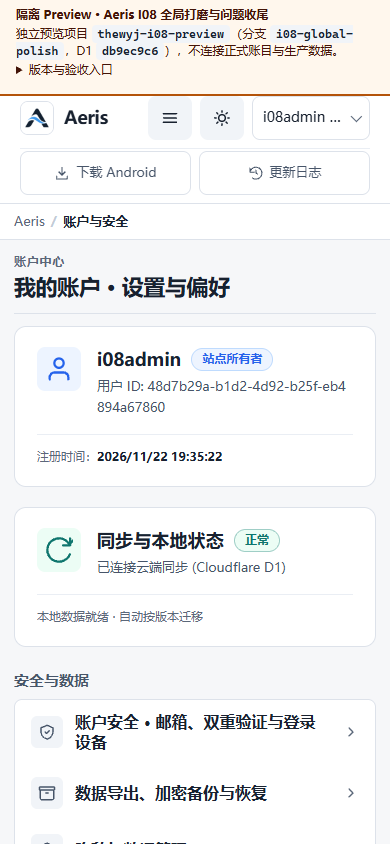 隔离 Preview · Aeris I08 全局打磨与问题收尾
独立预览项目 thewyj-i08-preview （分支 i08-global-
polish ，D1 db9ec9c6 ），不连接正式账目与生产数据。
▶ 版本与验收入口
Aeris
i08admin ...
下载 Android
更新日志
Aeris / 账户与安全
账户中心
我的账户 · 设置与偏好
i08admin 站点所有者
用户 ID: 48d7b29a-b1d2-4d92-b25f-eb4
894a67860
注册时间: 2026/11/22 19:35:22
同步与本地状态 正常
已连接云端同步 (Cloudflare D1)
本地数据就绪 · 自动按版本迁移
安全与数据
账户安全 · 邮箱、双重验证与登录
设备
数据导出、加密备份与恢复